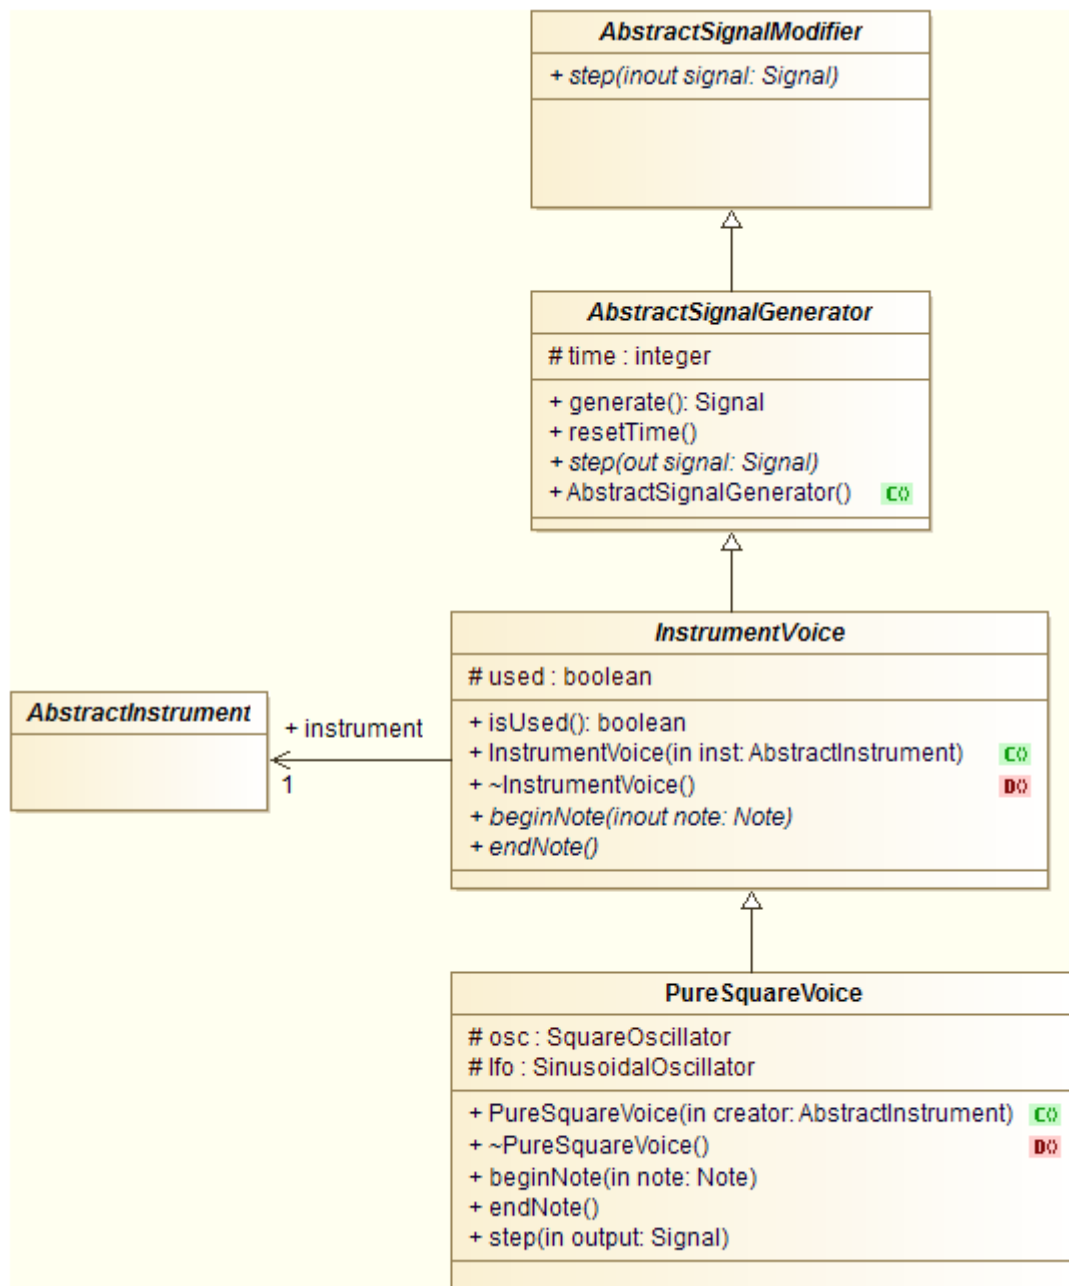 AbstractSignalModifier
+ step(inout signal: Signal)
AbstractSignalGenerator
# time : integer
+ generate(): Signal
+ resetTime()
+ step(out signal: Signal)
+ AbstractSignalGenerator() C()
InstrumentVoice
# used : boolean
+ isUsed(): boolean
+ InstrumentVoice(in inst: AbstractInstrument) C()
+ ~InstrumentVoice() D()
+ beginNote(inout note: Note)
+ endNote()
AbstractInstrument
+ instrument
1
PureSquareVoice
# osc : SquareOscillator
# lfo : SinusoidalOscillator
+ PureSquareVoice(in creator: AbstractInstrument) C()
+ ~PureSquareVoice() D()
+ beginNote(in note: Note)
+ endNote()
+ step(in output: Signal)